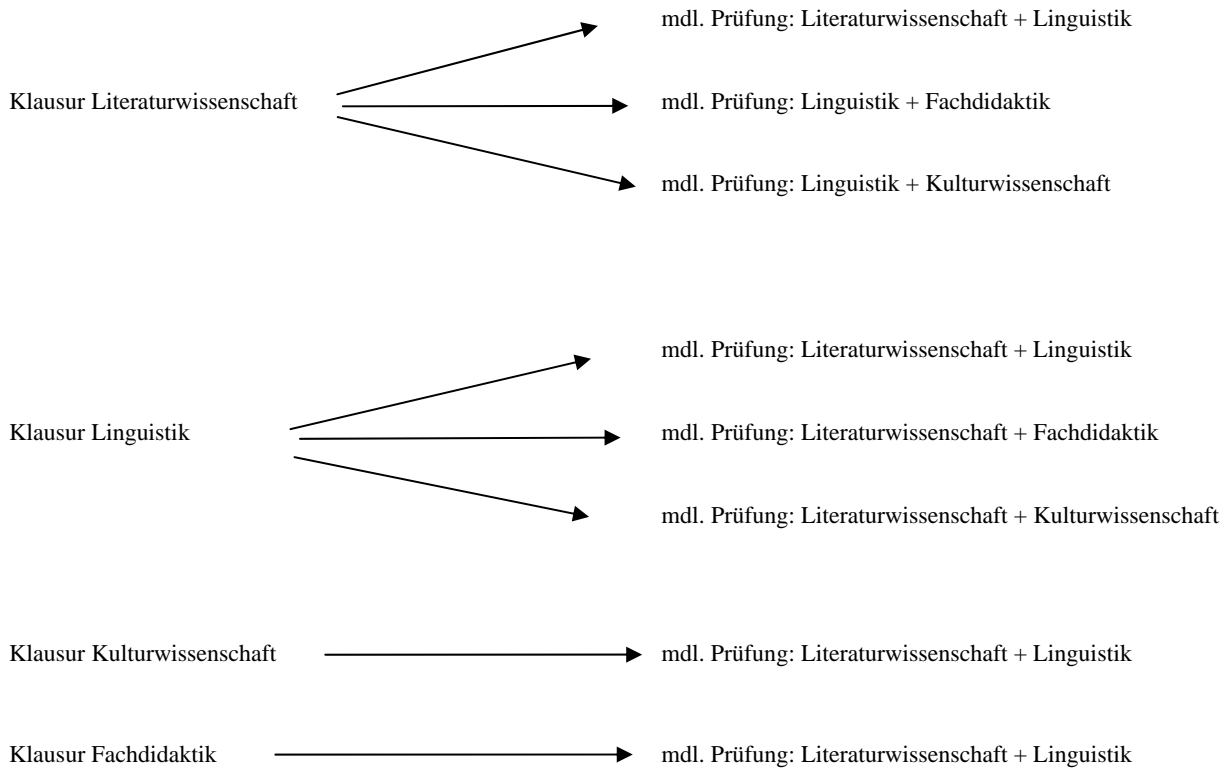 mdl. Prüfung: Literaturwissenschaft + Linguistik
Klausur Literaturwissenschaft
mdl. Prüfung: Linguistik + Fachdidaktik
mdl. Prüfung: Linguistik + Kulturwissenschaft
mdl. Prüfung: Literaturwissenschaft + Linguistik
Klausur Linguistik
mdl. Prüfung: Literaturwissenschaft + Fachdidaktik
mdl. Prüfung: Literaturwissenschaft + Kulturwissenschaft
Klausur Kulturwissenschaft
mdl. Prüfung: Literaturwissenschaft + Linguistik
Klausur Fachdidaktik
mdl. Prüfung: Literaturwissenschaft + Linguistik